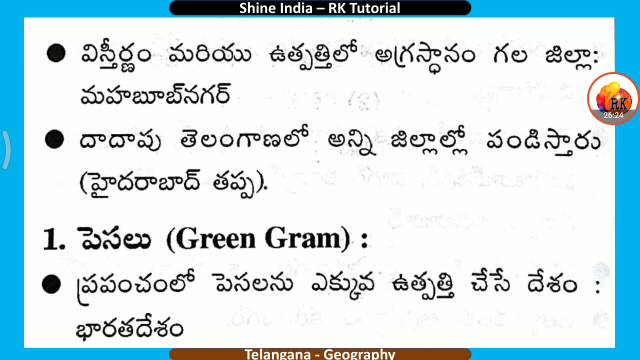 Shine India – RK Tutorial
● విస్తీర్ణం మరియు ఉత్పత్తిలో అగ్రస్థానం గల జిల్లా:
మహబూబ్‌నగర్
RK
26:24
● దాదాపు తెలంగాణలో అన్ని జిల్లాల్లో పండిస్తారు
(హైదరాబాద్ తప్ప).
1. పెసలు (Green Gram) :
● ప్రపంచంలో పెసలను ఎక్కువ ఉత్పత్తి చేసే దేశం :
భారతదేశం
Telangana - Geography